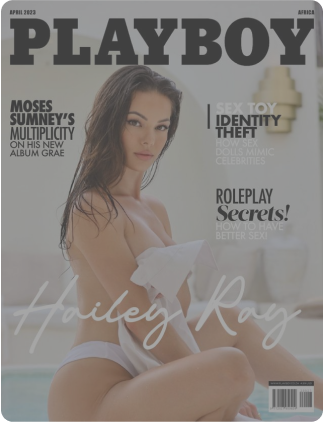 APRIL 2023
AFRICA
PLAYBOY
MOSES
SUMNEY'S
MULTIPLICITY
ON HIS NEW
ALBUM GRAE
SEX TOY
IDENTITY
THEFT
HOW SEX
DOLLS MIMIC
CELEBRITIES
ROLEPLAY
Secrets!
HOW TO HAVE
BETTER SEX!
Hailey Ray